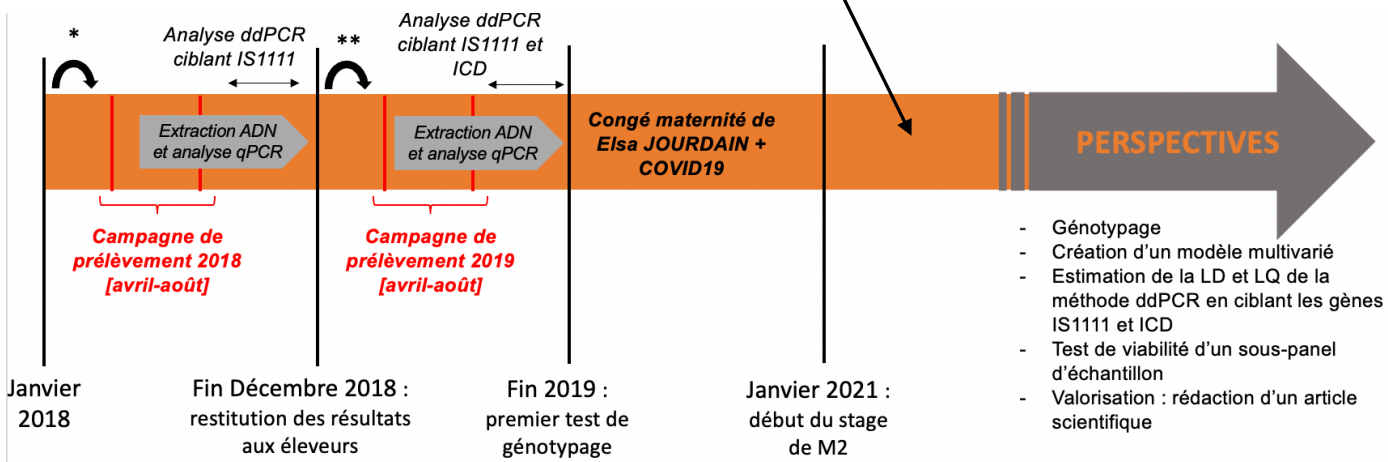 *
Analyse ddPCR
ciblant IS1111
**
Analyse ddPCR
ciblant IS1111 et
ICD
Extraction ADN
et analyse qPCR
Extraction ADN
et analyse qPCR
Congé maternité de
Elsa JOURDAIN +
COVID19
PERSPECTIVES
Campagne de
prélèvement 2018
[avril-août]
Campagne de
prélèvement 2019
[avril-août]
- Génotypage
- Création d’un modèle multivarié
- Estimation de la LD et LQ de la
méthode ddPCR en ciblant les gènes
IS1111 et ICD
- Test de viabilité d’un sous-panel
d’échantillon
- Valorisation : rédaction d’un article
scientifique
Janvier
2018
Fin Décembre 2018 :
restitution des résultats
aux éleveurs
Fin 2019 :
premier test de
génotypage
Janvier 2021 :
début du stage
de M2